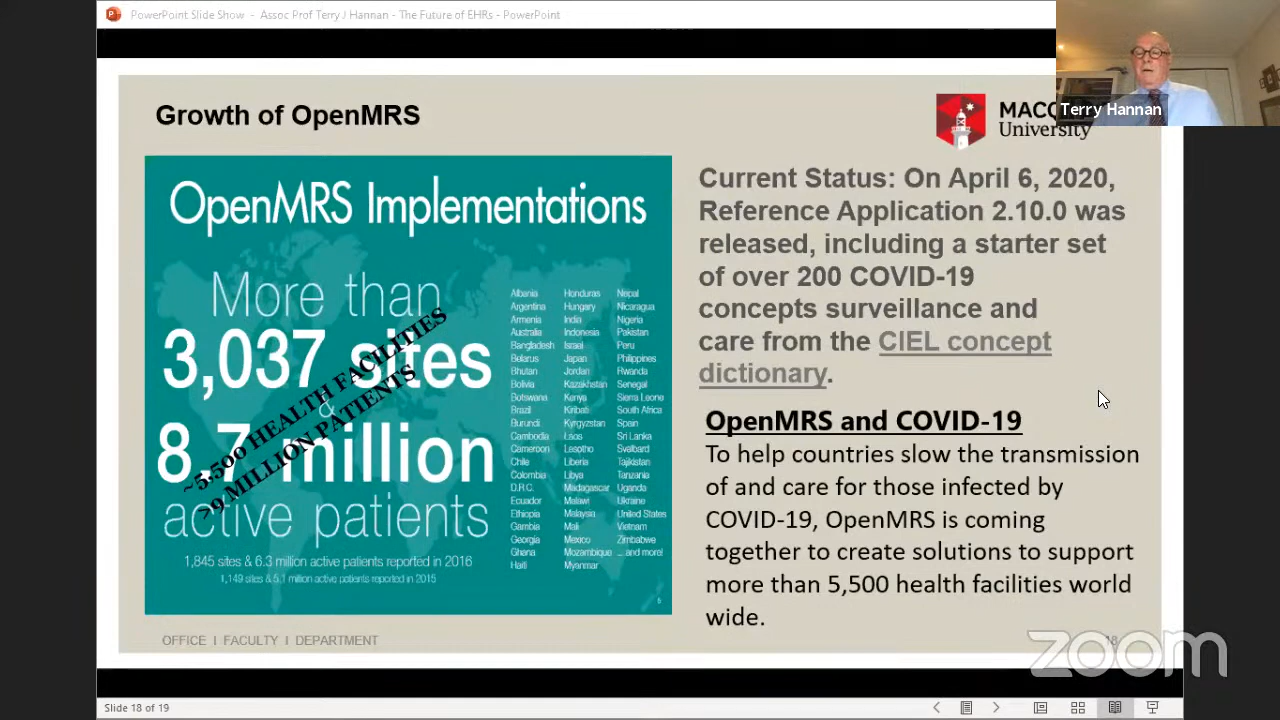 PowerPoint Slide Show - Assoc Prof Terry J Hannan - The Future of EHRs - PowerPoint
Terry Hannan
Growth of OpenMRS
University
OpenMRS Implementations
More than
3,037 sites
&
8.7 million
active patients
~5,500 HEALTH FACILITIES
>9 MILLION PATIENTS
1,845 sites & 6.3 million active patients reported in 2016
1,149 sites & 5.1 million active patients reported in 2015
Albania Honduras Nepal
Argentina Hungary Nicaragua
Armenia India Nigeria
Australia Indonesia Pakistan
Bangladesh Israel Peru
Belarus Japan Philippines
Bhutan Jordan Rwanda
Bolivia Kazakhstan Senegal
Botswana Kenya Sierra Leone
Brazil Kiribati South Africa
Burundi Kyrgyzstan Spain
Cambodia Laos Sri Lanka
Cameroon Lesotho Svalbard
Chile Liberia Tajikistan
Colombia Libya Tanzania
D.R.C. Madagascar Uganda
Ecuador Malawi Ukraine
Ethiopia Malaysia United States
Gambia Mali Vietnam
Georgia Mexico Zimbabwe
Ghana Mozambique ... and more!
Haiti Myanmar
6
Current Status: On April 6, 2020,
Reference Application 2.10.0 was
released, including a starter set
of over 200 COVID-19
concepts surveillance and
care from the CIEL concept
dictionary.
OpenMRS and COVID-19
To help countries slow the transmission
of and care for those infected by
COVID-19, OpenMRS is coming
together to create solutions to support
more than 5,500 health facilities world
wide.
OFFICE I FACULTY I DEPARTMENT
18
zoom
Slide 18 of 19